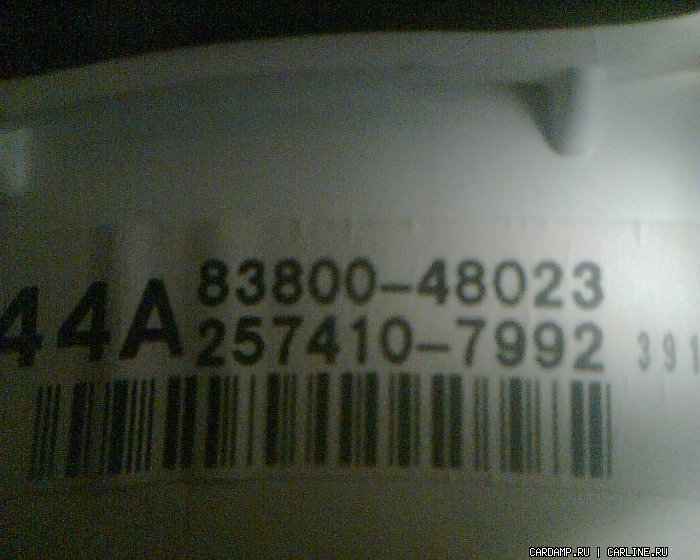 44A
83800-48023
257410-7992
391
CARDAMP.RU | CARLINE.RU